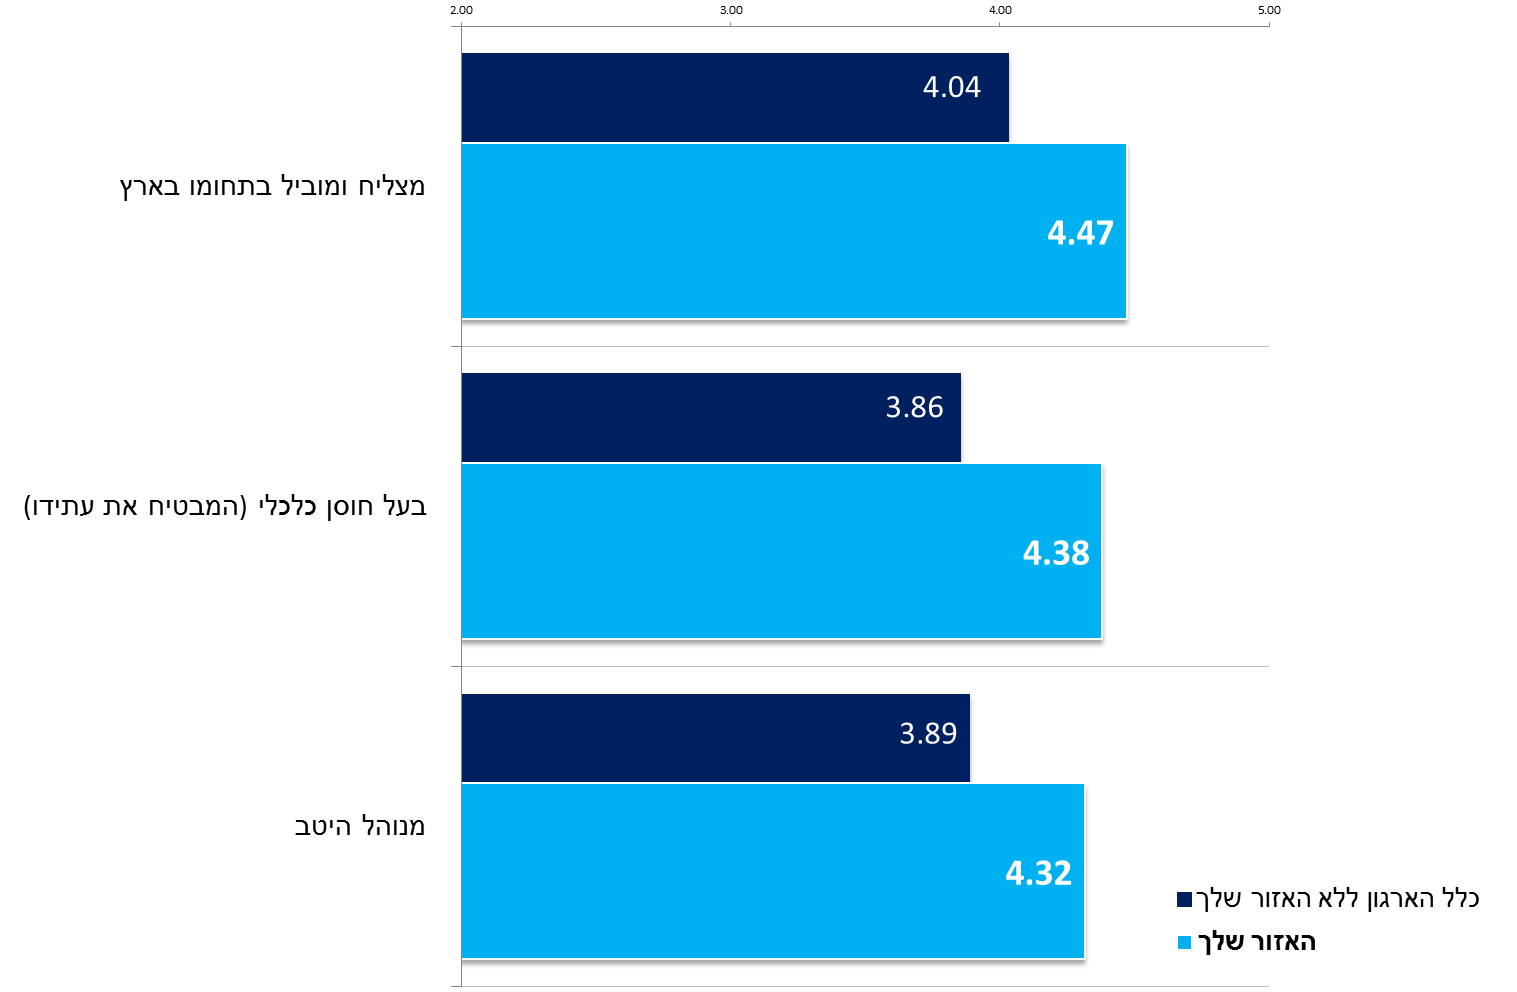 2.00 3.00 4.00 5.00
4.04
מצליח ומוביל בתחומו בארץ
4.47
3.86
בעל חוסן כלכלי (המבטיח את עתידו)
4.38
3.89
מנוהל היטב
4.32
כלל הארגון ללא האזור שלך
האזור שלך